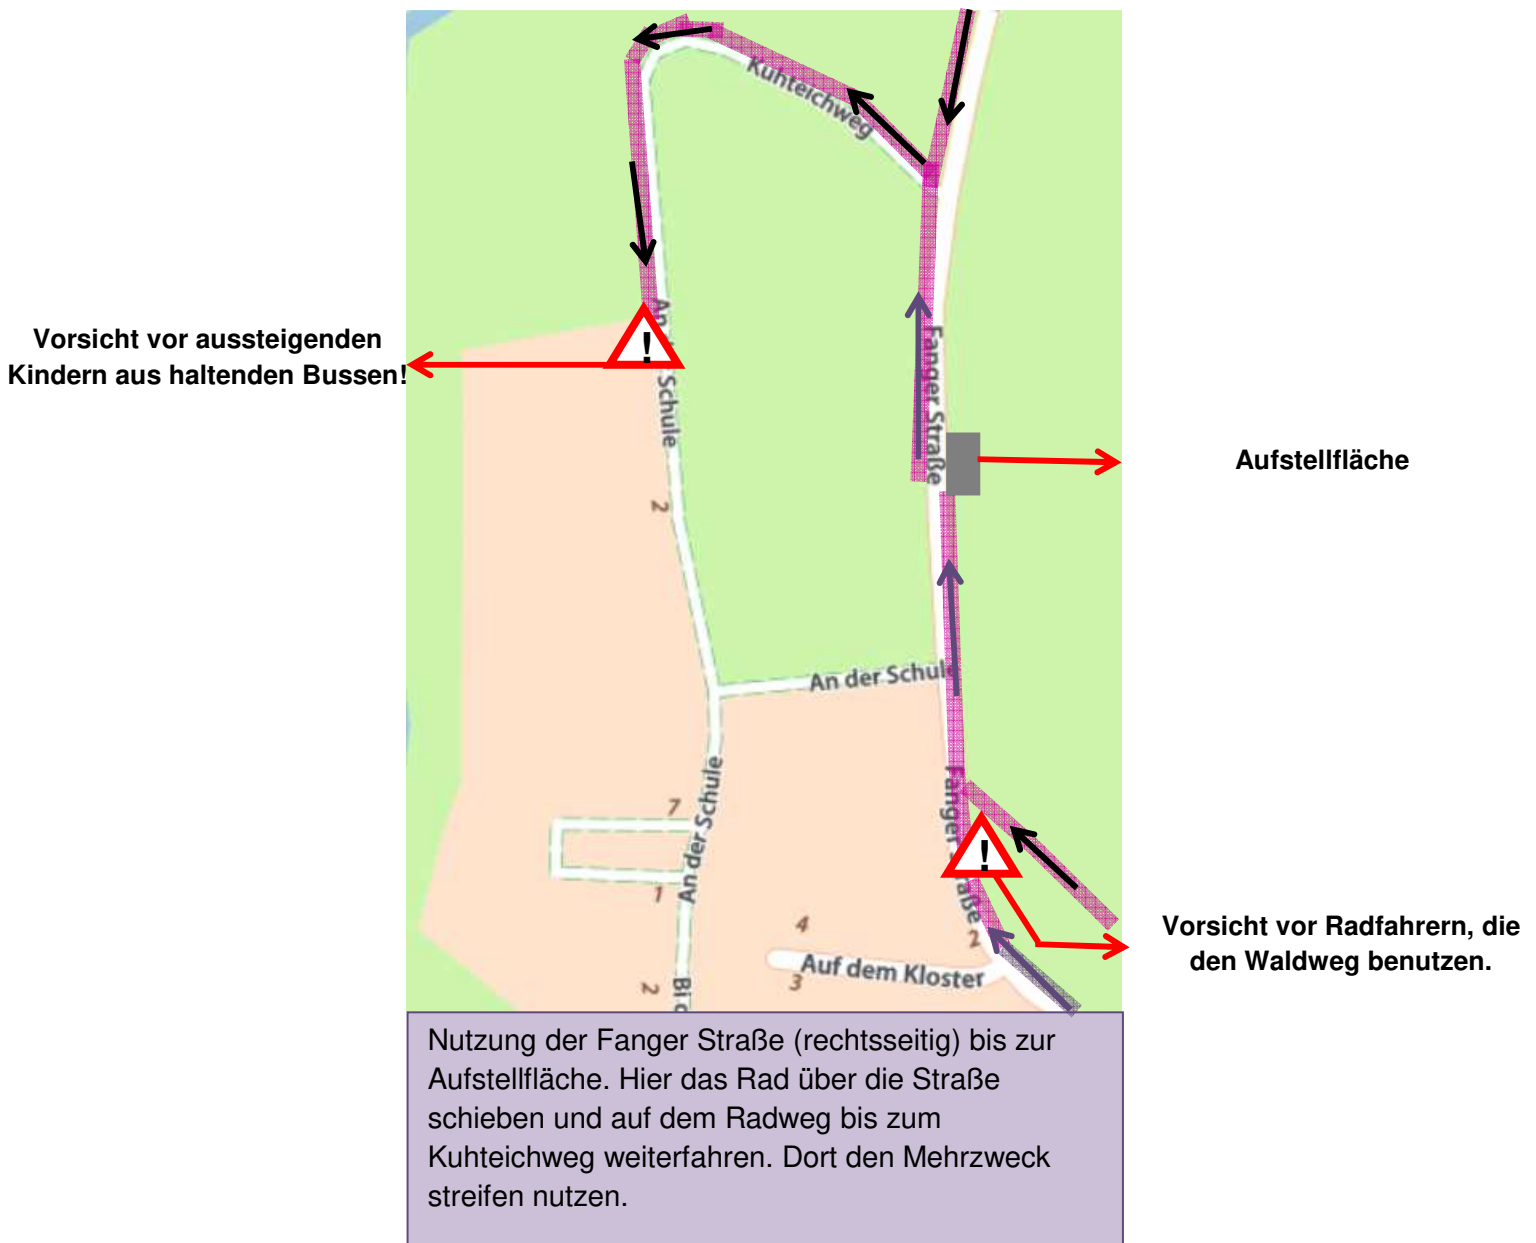 Kuhteichweg
Vorsicht vor aussteigenden
Kindern aus haltenden Bussen!
!
Schule
Fanger Straße
Aufstellfläche
2
An der Schule
Fanger
7
An der Schule
1
!
Vorsicht vor Radfahrern, die
den Waldweg benutzen.
4
2
Auf dem Kloster
3
2
Nutzung der Fanger Straße (rechtsseitig) bis zur
Aufstellfläche. Hier das Rad über die Straße
schieben und auf dem Radweg bis zum
Kuhteichweg weiterfahren. Dort den Mehrzweck
streifen nutzen.